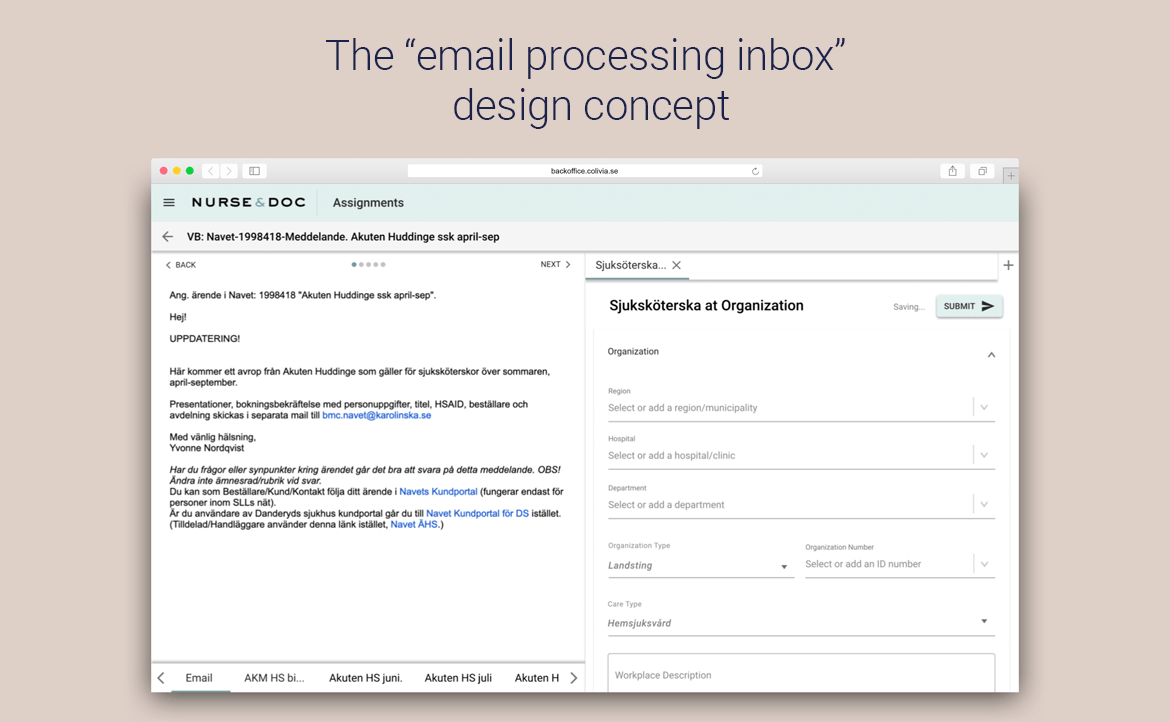 The “email processing inbox”
design concept
backoffice.colivia.se
NURSE&DOC
Assignments
VB: Navet-1998418-Meddelande. Akuten Huddinge ssk april-sep
BACK
NEXT
Ang. ärende i Navet: 1998418 "Akuten Huddinge ssk april-sep".
Hej!
UPPDATERING!
Här kommer ett avrop från Akuten Huddinge som gäller för sjuksköterskor över sommaren,
april-september.
Presentationer, bokningsbekräftelse med personuppgifter, titel, HSAID, beställare och
avdelning skickas i separata mail till bmc.navet@karolinska.se
Med vänlig hälsning,
Yvonne Nordqvist
Har du frågor eller synpunkter kring ärendet går det bra att svara på detta meddelande. OBS!
Ändra inte ämnesrad/rubrik vid svar.
Du kan som Beställare/Kund/Kontakt följa ditt ärende i Navets Kundportal (fungerar endast för
personer inom SLLs nät).
Är du användare av Danderyds sjukhus kundportal går du till Navet Kundportal för DS istället.
(Tilldelad/Handläggare använder denna länk istället, Navet ÄHS.)
Email
AKM HS bi...
Akuten HS juni.
Akuten HS juli
Akuten H
Sjuksöterska...
Sjuksköterska at Organization
Saving...
SUBMIT
Organization
Region
Select or add a region/municipality
Hospital
Select or add a hospital/clinic
Department
Select or add a department
Organization Type
Landsting
Organization Number
Select or add an ID number
Care Type
Hemsjuksvård
Workplace Description